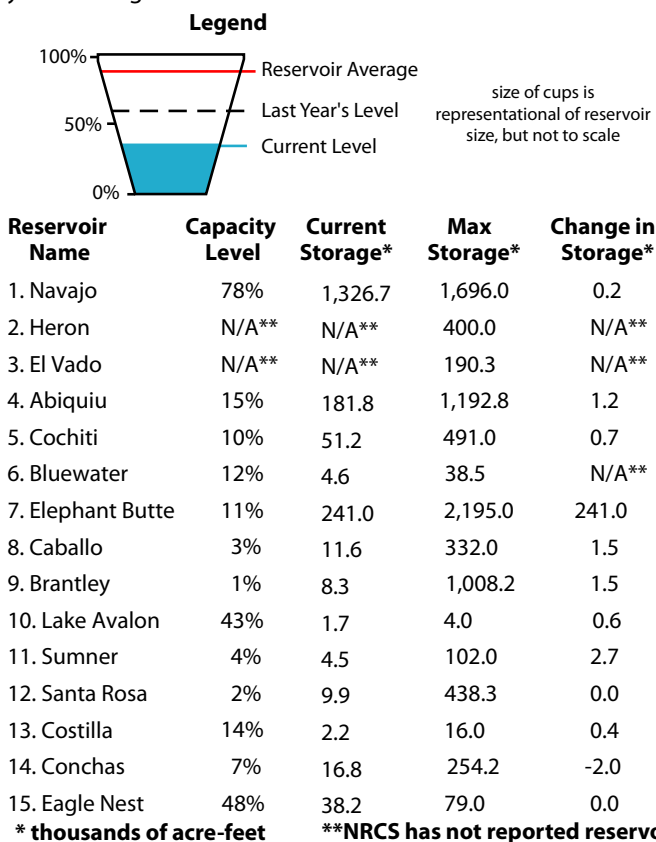 Legend
100%
50%
0%
Reservoir Average
Last Year's Level
Current Level
size of cups is
representational of reservoir
size, but not to scale
Reservoir Name Capacity Level Current Storage* Max Storage* Change in Storage*
1. Navajo 78% 1,326.7 1,696.0 0.2
2. Heron N/A** N/A** 400.0 N/A**
3. El Vado N/A** N/A** 190.3 N/A**
4. Abiquiu 15% 181.8 1,192.8 1.2
5. Cochiti 10% 51.2 491.0 0.7
6. Bluewater 12% 4.6 38.5 N/A**
7. Elephant Butte 11% 241.0 2,195.0 241.0
8. Caballo 3% 11.6 332.0 1.5
9. Brantley 1% 8.3 1,008.2 1.5
10. Lake Avalon 43% 1.7 4.0 0.6
11. Sumner 4% 4.5 102.0 2.7
12. Santa Rosa 2% 9.9 438.3 0.0
13. Costilla 14% 2.2 16.0 0.4
14. Conchas 7% 16.8 254.2 -2.0
15. Eagle Nest 48% 38.2 79.0 0.0
* thousands of acre-feet **NRCS has not reported